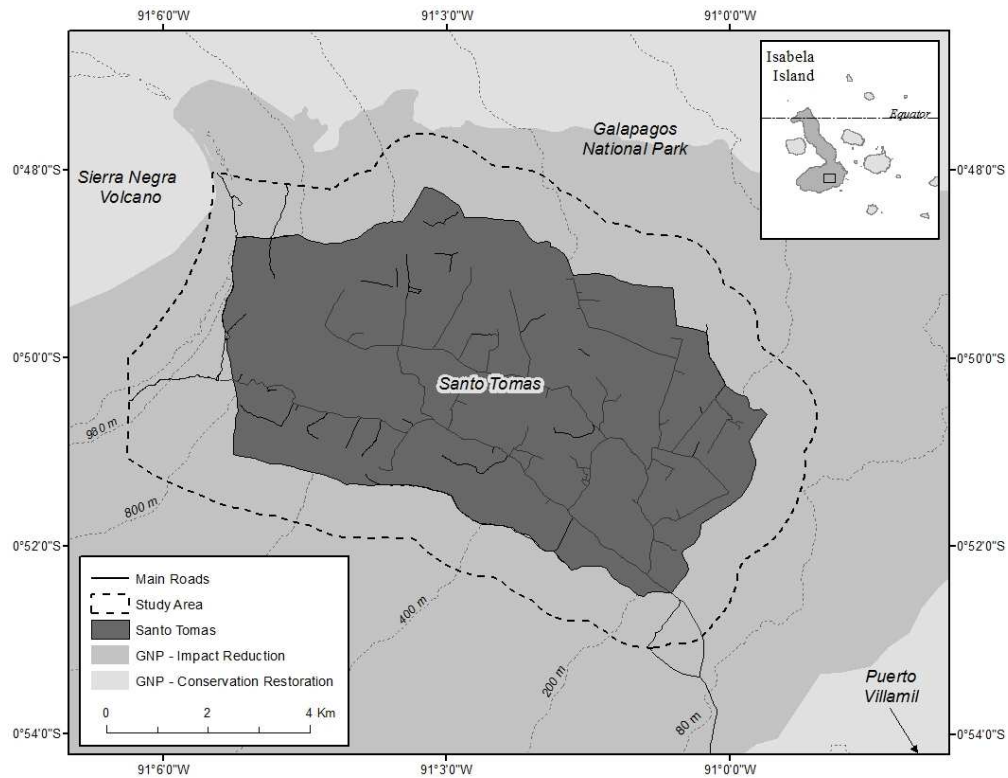 91°6'0"W 91°3'0"W 91°0'0"W
Isabela
Island
Equator
Galapagos
National Park
0°48'0"S 0°48'0"S
Sierra Negra
Volcano
0°50'0"S 0°50'0"S
Santo Tomas
980 m
800 m
0°52'0"S 0°52'0"S
Main Roads
Study Area
400 m
Santo Tomas
GNP - Impact Reduction
GNP - Conservation Restoration
200 m
Puerto
Villamil
0 2 4 Km
80 m
0°54'0"S 0°54'0"S
91°6'0"W 91°3'0"W 91°0'0"W